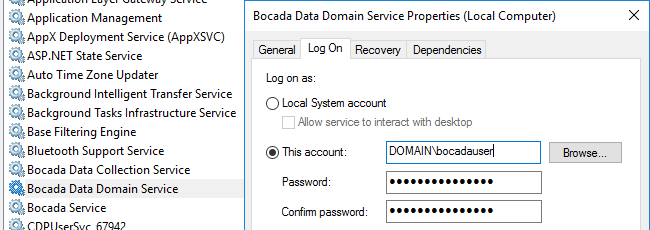 Application Layer Gateway Service
Application Management
AppX Deployment Service (AppXSVC)
ASP.NET State Service
Auto Time Zone Updater
Background Intelligent Transfer Service
Background Tasks Infrastructure Service
Base Filtering Engine
Bluetooth Support Service
Bocada Data Collection Service
Bocada Data Domain Service
Bocada Service
CDPUserSvc_67942
Bocada Data Domain Service Properties (Local Computer)
General Log On Recovery Dependencies
Log on as:
Local System account
Allow service to interact with desktop
This account: DOMAIN\bocadauser Browse...
Password: ●●●●●●●●●●●●●●●
Confirm password: ●●●●●●●●●●●●●●●